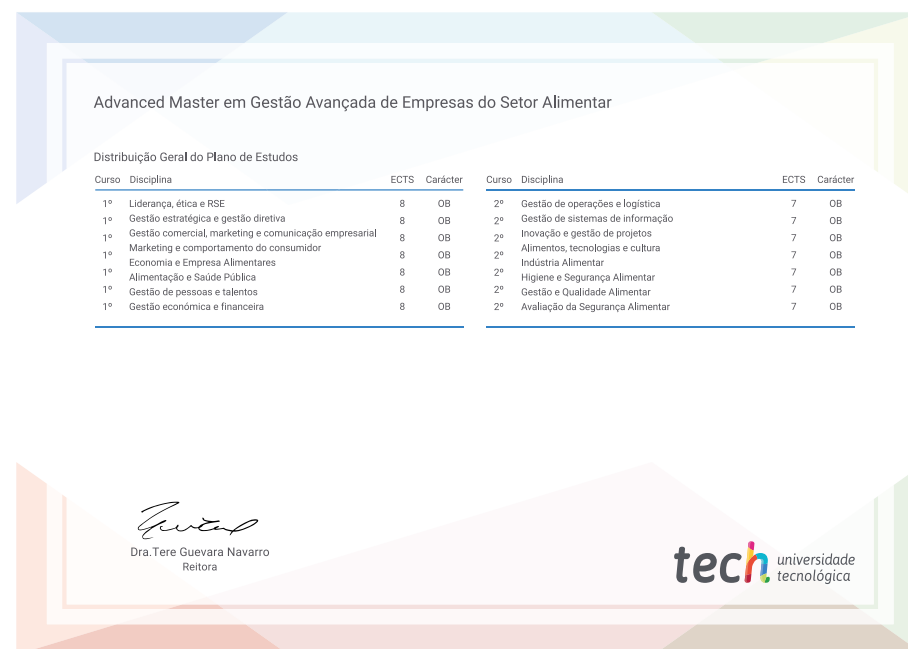 Advanced Master em Gestão Avançada de Empresas do Setor Alimentar
Distribuição Geral do Plano de Estudos
Curso Disciplina ECTS Carácter
1º Liderança, ética e RSE 8 OB
1º Gestão estratégica e gestão diretiva 8 OB
1º Gestão comercial, marketing e comunicação empresarial 8 OB
1º Marketing e comportamento do consumidor 8 OB
Economia e Empresa Alimentares
1º Alimentação e Saúde Pública 8 OB
1º Gestão de pessoas e talentos 8 OB
1º Gestão económica e financeira 8 OB
Curso Disciplina ECTS Carácter
2º Gestão de operações e logística 7 OB
2º Gestão de sistemas de informação 7 OB
2º Inovação e gestão de projetos 7 OB
2º Alimentos, tecnologias e cultura 7 OB
Indústria Alimentar
2º Higiene e Segurança Alimentar 7 OB
2º Gestão e Qualidade Alimentar 7 OB
2º Avaliação da Segurança Alimentar 7 OB
Dra.Tere Guevara Navarro
Reitora
tech universidade
tecnológica